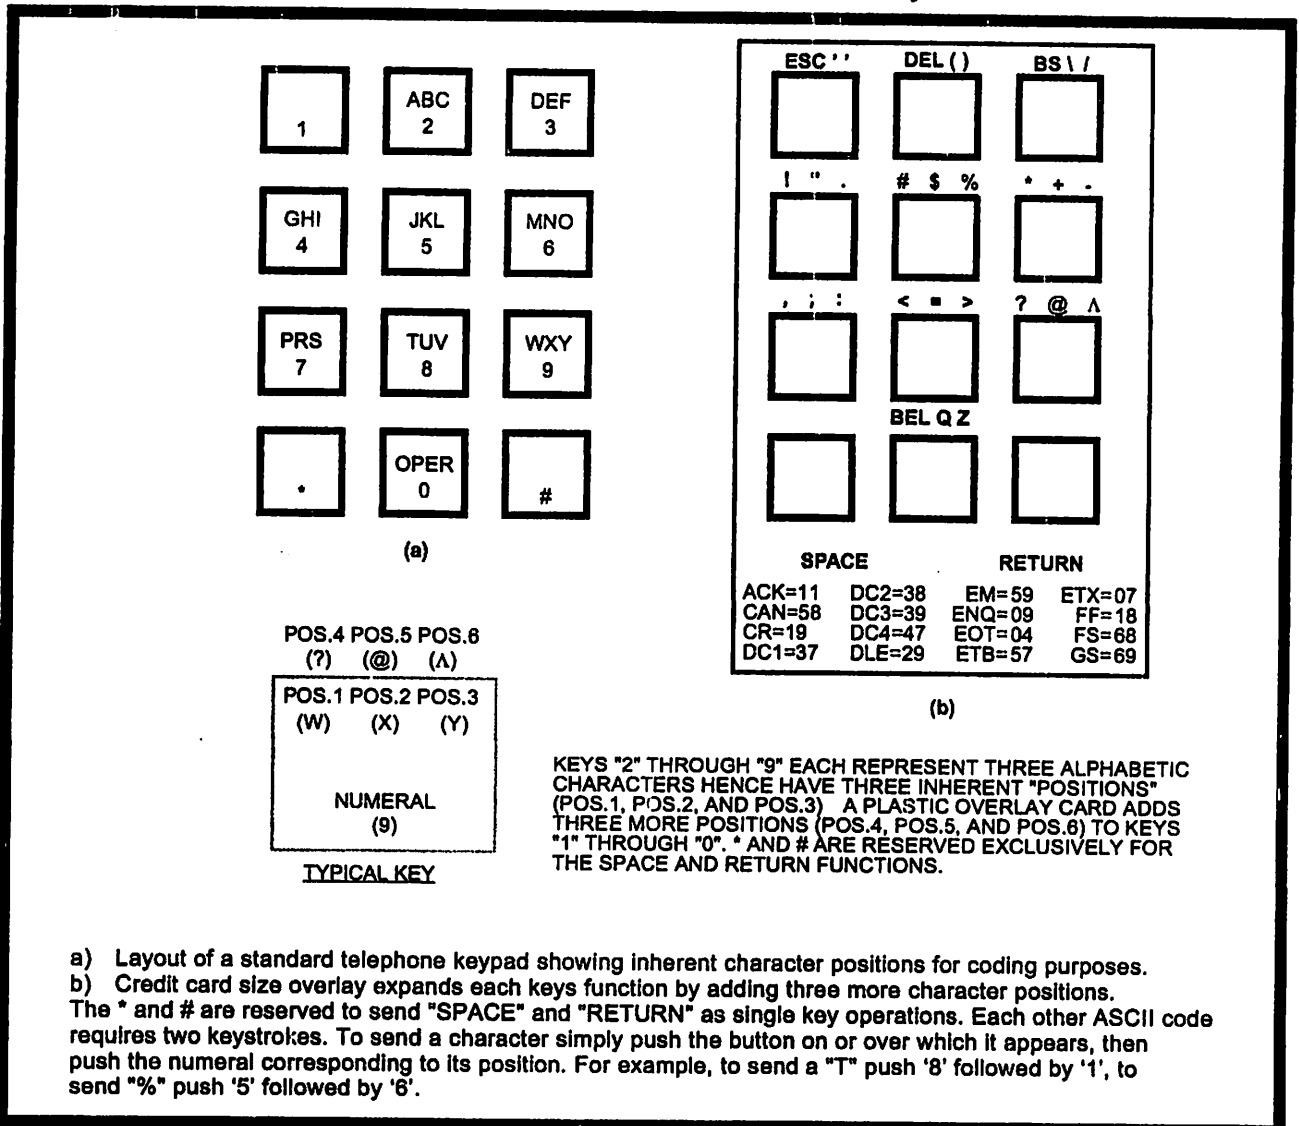 1
ABC
2
DEF
3
GHI
4
JKL
5
MNO
6
PRS
7
TUV
8
WXY
9
*
OPER
0
#
(a)
ESC ' ' DEL ( ) BS \ /
! " . # $ % * + -
, ; : < = > ? @ Λ
BEL Q Z
SPACE RETURN
ACK=11 DC2=38 EM=59 ETX=07
CAN=58 DC3=39 ENQ=09 FF=18
CR=19 DC4=47 EOT=04 FS=68
DC1=37 DLE=29 ETB=57 GS=69
(b)
POS.4 POS.5 POS.6
(?) (@) (Λ)
POS.1 POS.2 POS.3
(W) (X) (Y)
NUMERAL
(9)
TYPICAL KEY
KEYS "2" THROUGH "9" EACH REPRESENT THREE ALPHABETIC
CHARACTERS HENCE HAVE THREE INHERENT "POSITIONS"
(POS.1, POS.2, AND POS.3) A PLASTIC OVERLAY CARD ADDS
THREE MORE POSITIONS (POS.4, POS.5, AND POS.6) TO KEYS
"1" THROUGH "0". * AND # ARE RESERVED EXCLUSIVELY FOR
THE SPACE AND RETURN FUNCTIONS.
a) Layout of a standard telephone keypad showing inherent character positions for coding purposes.
b) Credit card size overlay expands each keys function by adding three more character positions.
The * and # are reserved to send "SPACE" and "RETURN" as single key operations. Each other ASCII code
requires two keystrokes. To send a character simply push the button on or over which it appears, then
push the numeral corresponding to its position. For example, to send a "T" push '8' followed by '1', to
send "%" push '5' followed by '6'.